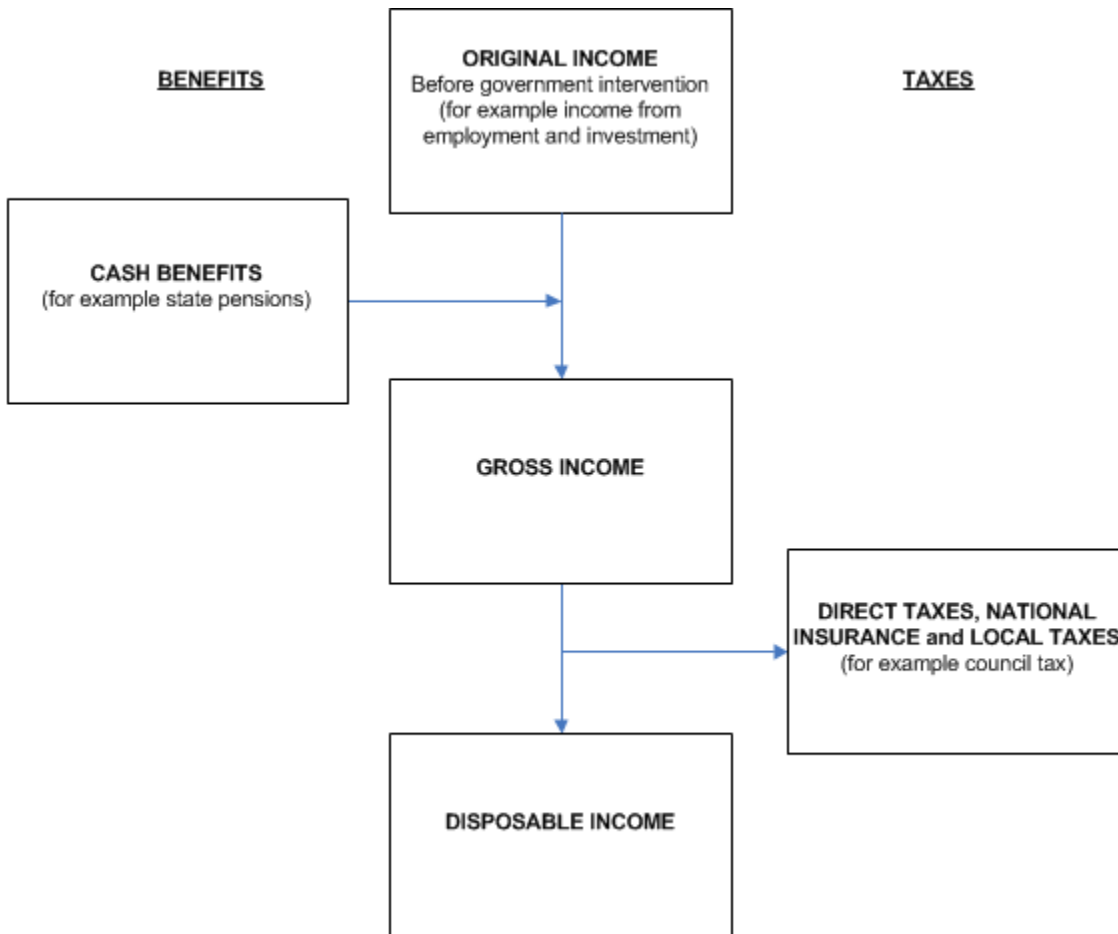 ORIGINAL INCOME
Before government intervention
(for example income from
employment and investment)
BENEFITS
TAXES
CASH BENEFITS
(for example state pensions)
GROSS INCOME
DIRECT TAXES, NATIONAL
INSURANCE and LOCAL TAXES
(for example council tax)
DISPOSABLE INCOME